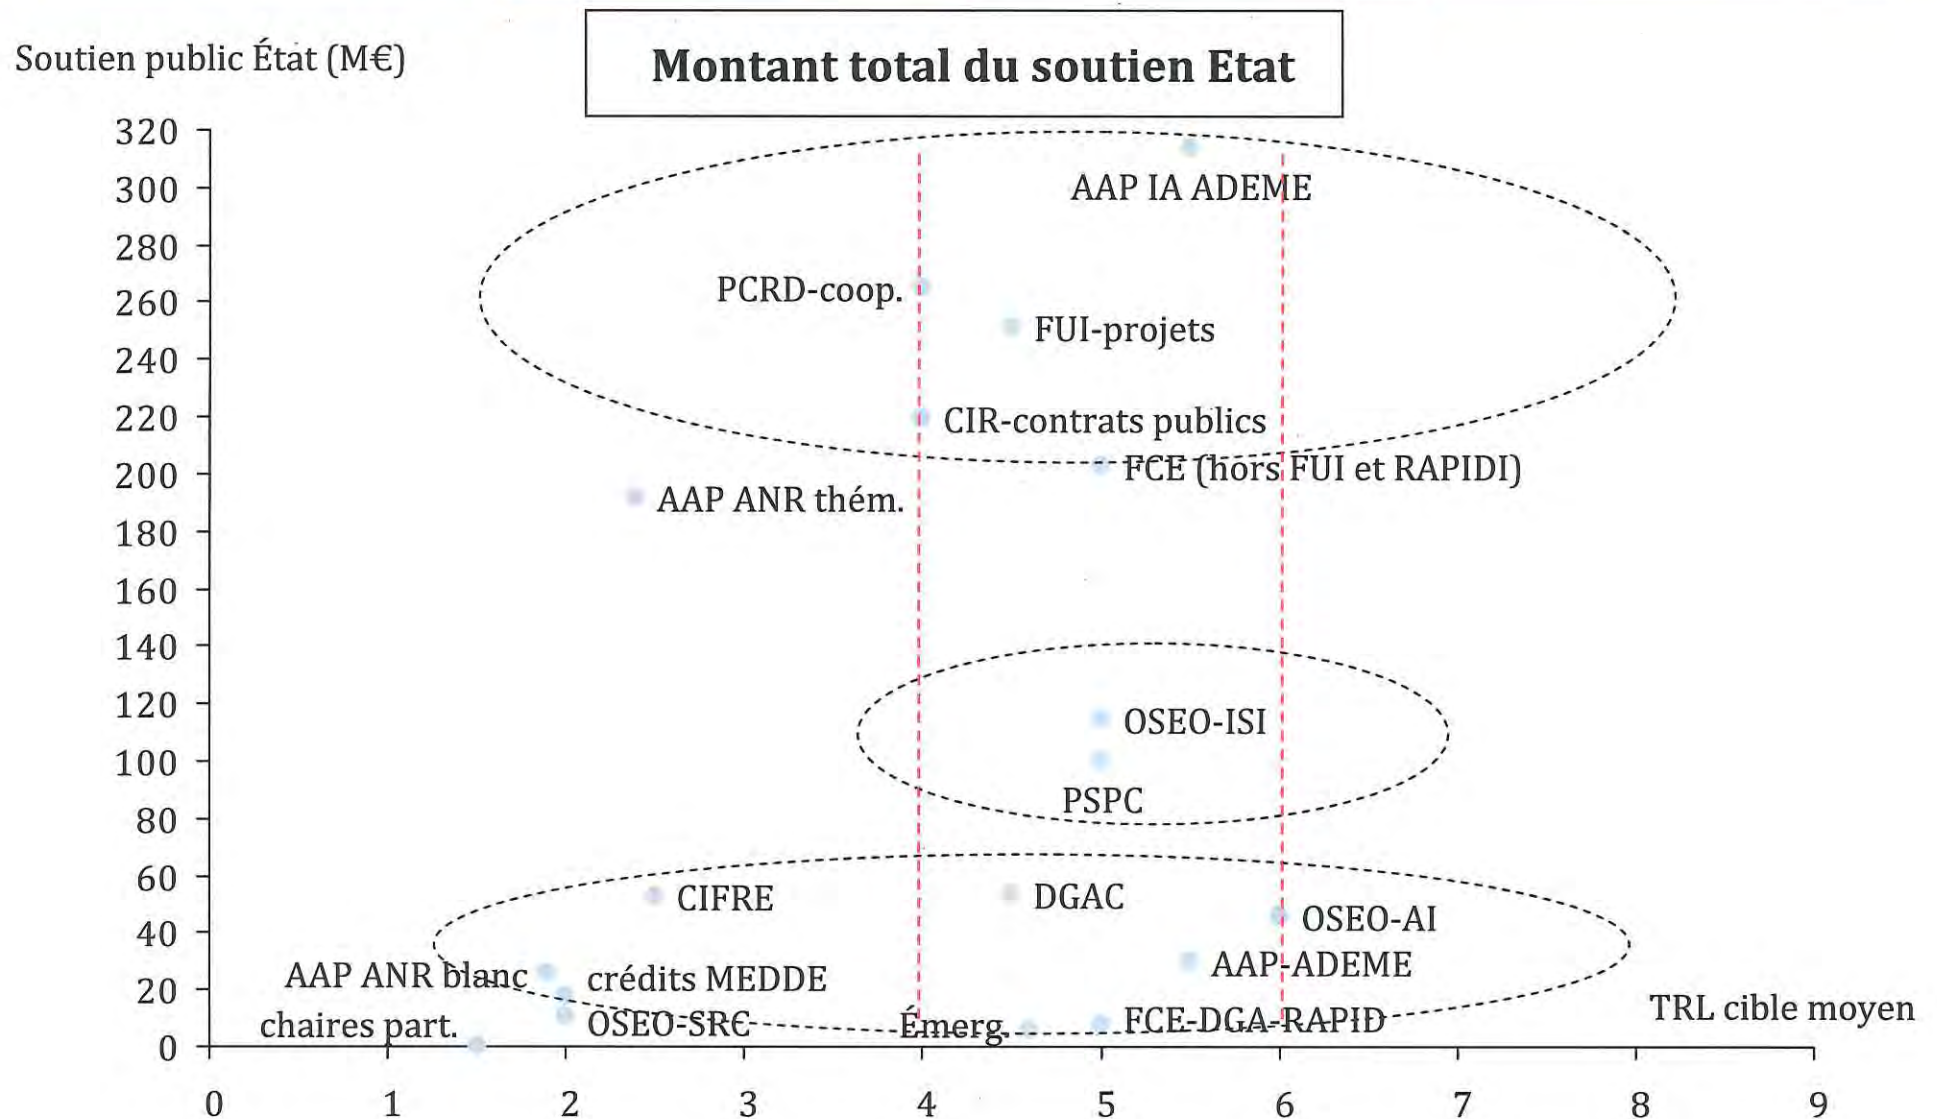 Montant total du soutien Etat
Soutien public État (M€)
320
300
280
260
240
220
200
180
160
140
120
100
80
60
40
20
0
AAP IA ADEME
PCRD-coop.
FUI-projets
CIR-contrats publics
FCE (hors FUI et RAPIDI)
AAP ANR thém.
OSEO-ISI
PSPC
CIFRE
DGAC
OSEO-AI
AAP-ADEME
AAP ANR blanc
crédits MEDDE
chaires part.
OSEO-SRC
Émerg.
FCE-DGA-RAPID
TRL cible moyen
0 1 2 3 4 5 6 7 8 9